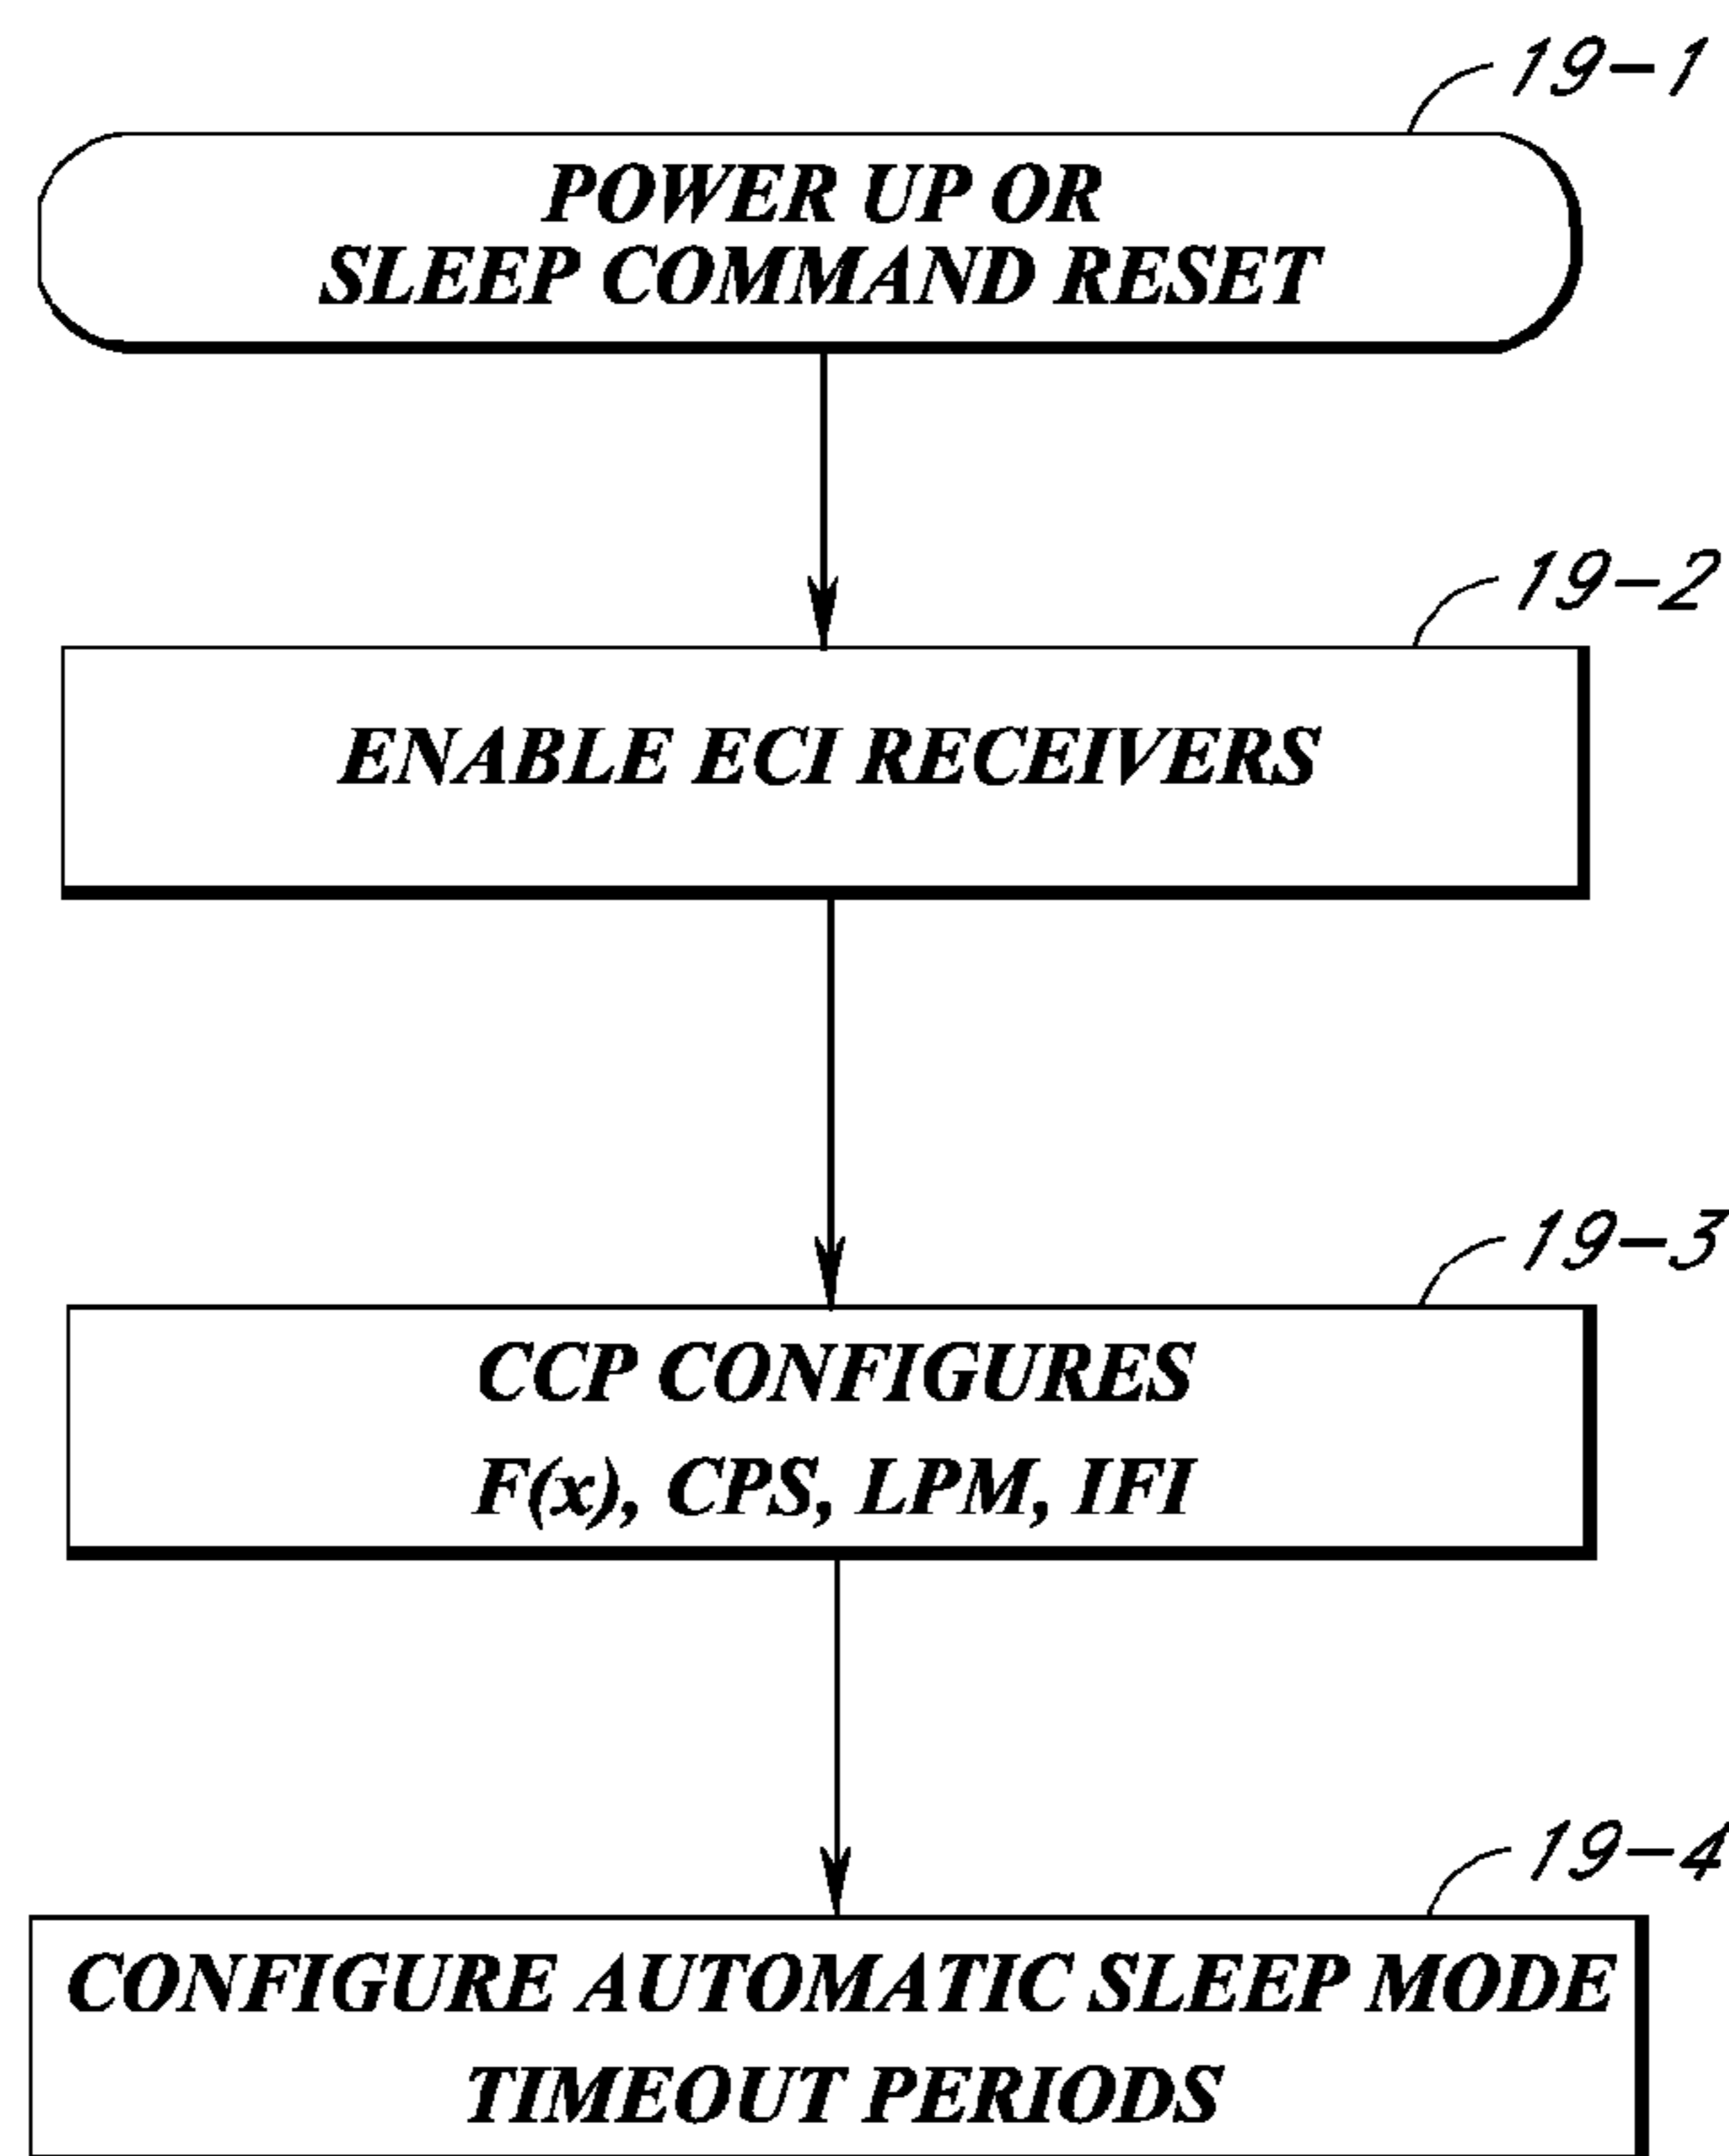 19-1
POWER UP OR
SLEEP COMMAND RESET
19-2
ENABLE ECI RECEIVERS
19-3
CCP CONFIGURES
F(x), CPS, LPM, IFI
19-4
CONFIGURE AUTOMATIC SLEEP MODE
TIMEOUT PERIODS